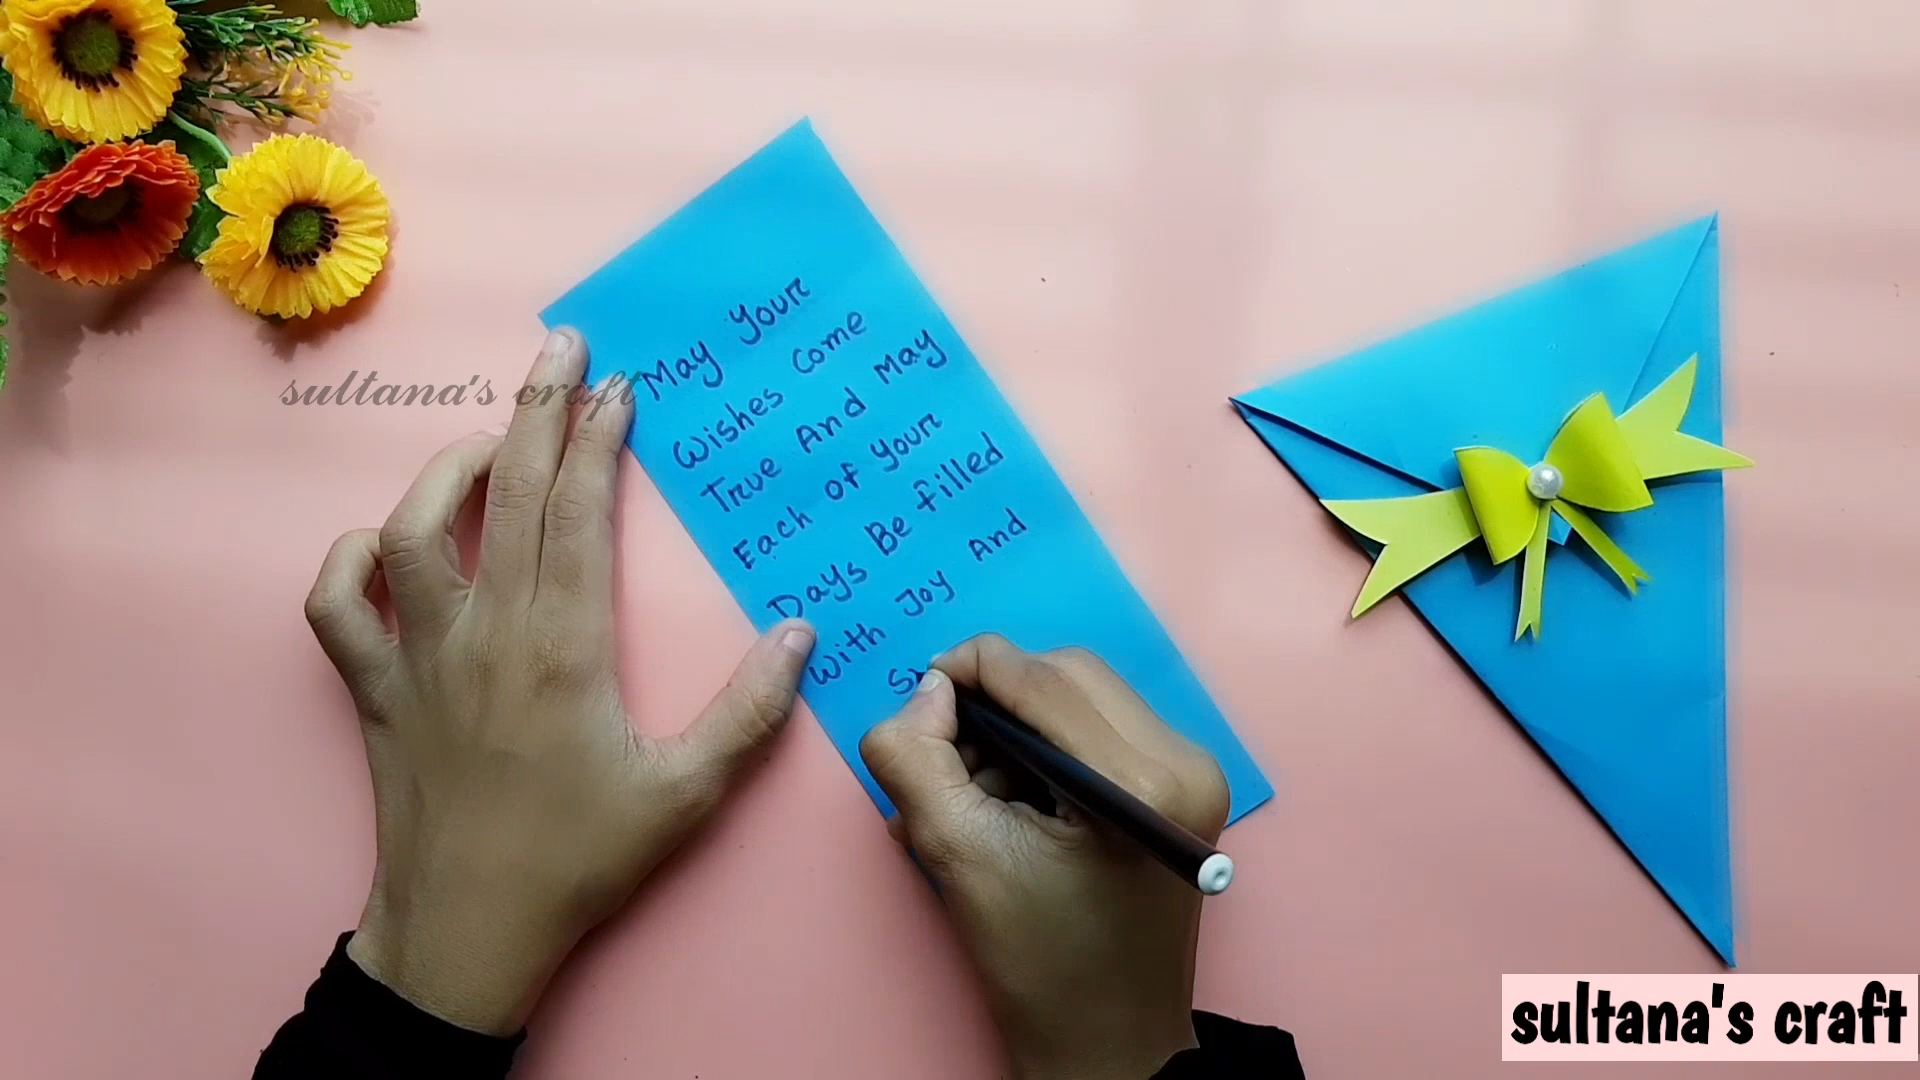 May Your
Wishes Come
True And May
Each of Your
Days Be filled
With Joy And
sultana's craft
sultana's craft